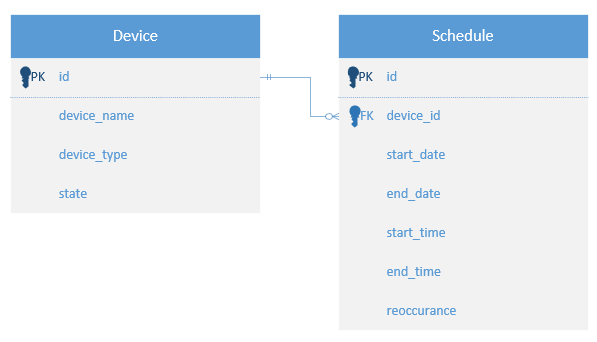 Device
PK id
device_name
device_type
state
Schedule
PK id
FK device_id
start_date
end_date
start_time
end_time
reoccurance